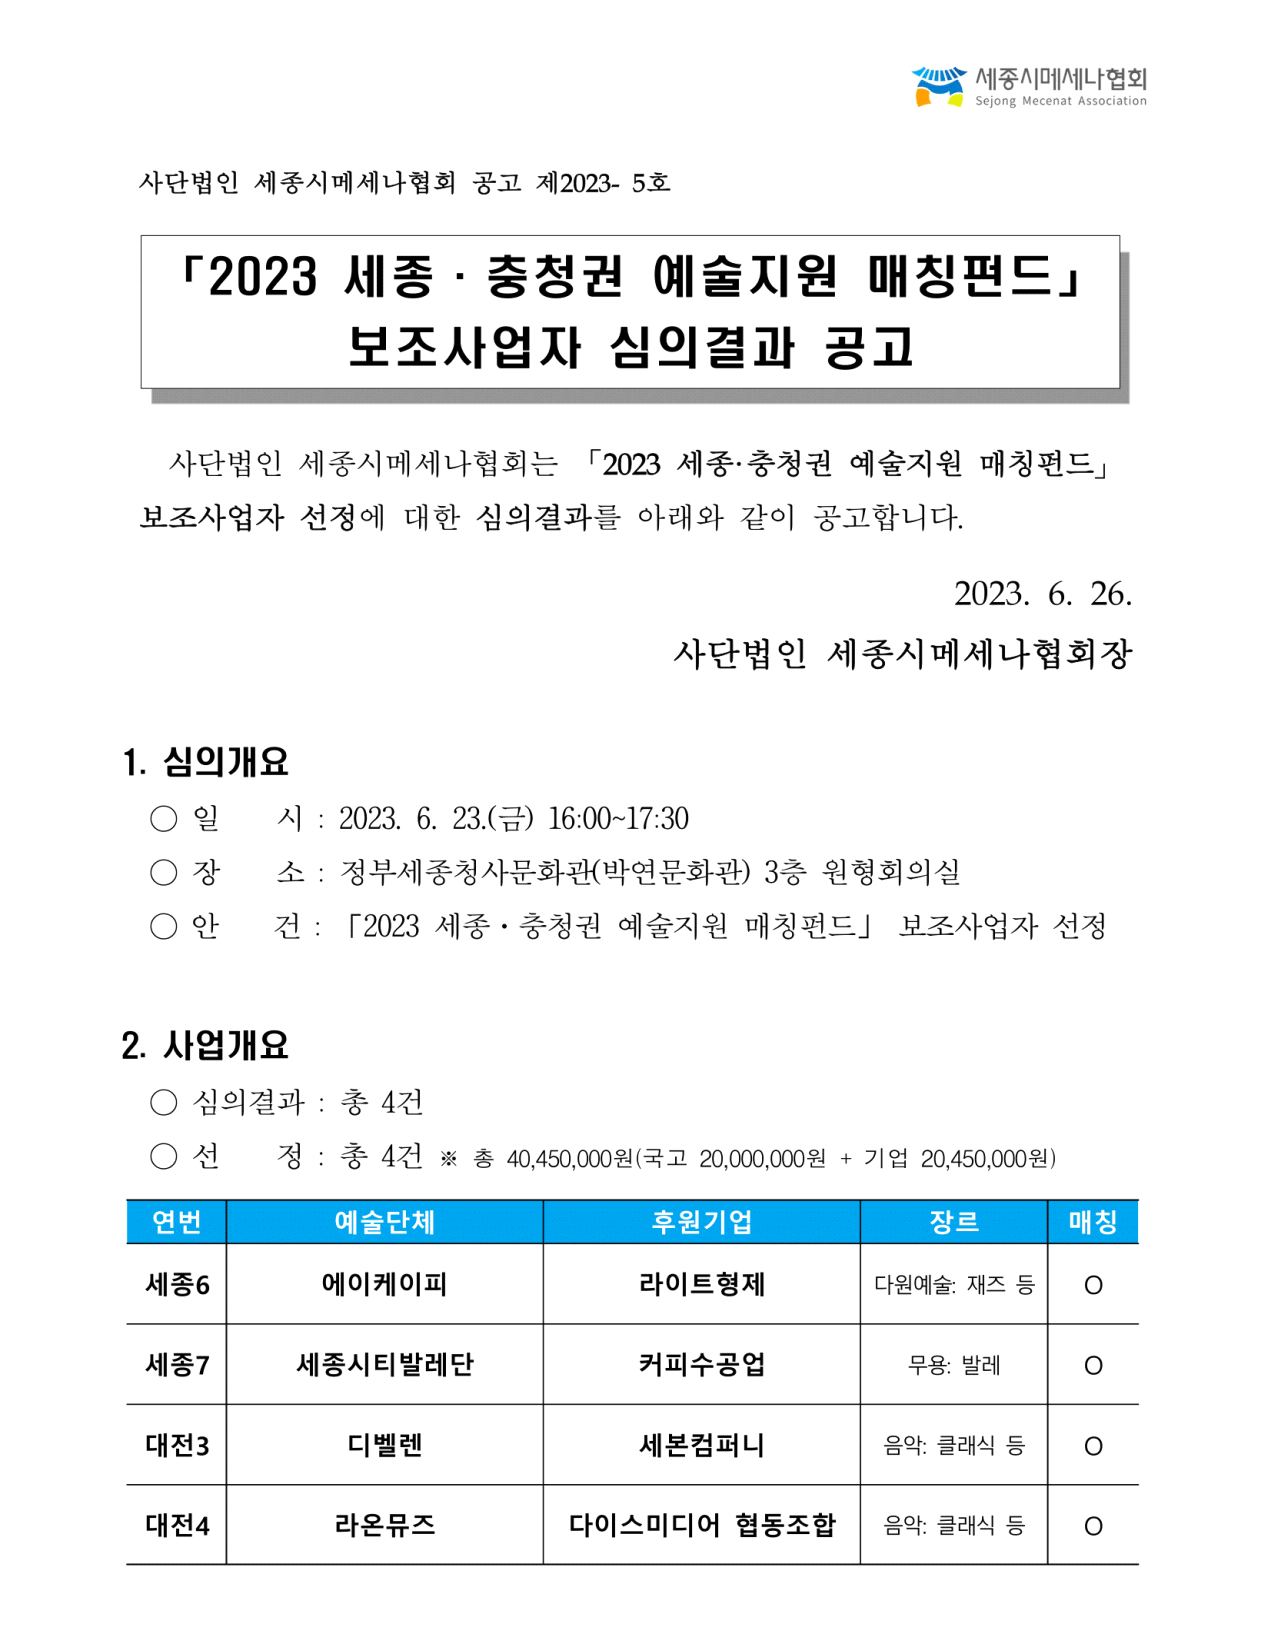 세종시메세나협회
Sejong Mecenat Association
사단법인 세종시메세나협회 공고 제2023- 5호
「2023 세종·충청권 예술지원 매칭펀드」
보조사업자 심의결과 공고
사단법인 세종시메세나협회는 「2023 세종·충청권 예술지원 매칭펀드」
보조사업자 선정에 대한 심의결과를 아래와 같이 공고합니다.
2023. 6. 26.
사단법인 세종시메세나협회장
1. 심의개요
○ 일 시 : 2023. 6. 23.(금) 16:00~17:30
○ 장 소 : 정부세종청사문화관(박연문화관) 3층 원형회의실
○ 안 건 : 「2023 세종·충청권 예술지원 매칭펀드」 보조사업자 선정
2. 사업개요
○ 심의결과 : 총 4건
○ 선 정 : 총 4건 ※ 총 40,450,000원(국고 20,000,000원 + 기업 20,450,000원)
연번 예술단체 후원기업 장르 매칭
세종6 에이케이피 라이트형제 다원예술: 재즈 등 O
세종7 세종시티발레단 커피수공업 무용: 발레 O
대전3 디벨렌 세본컴퍼니 음악: 클래식 등 O
대전4 라온뮤즈 다이스미디어 협동조합 음악: 클래식 등 O